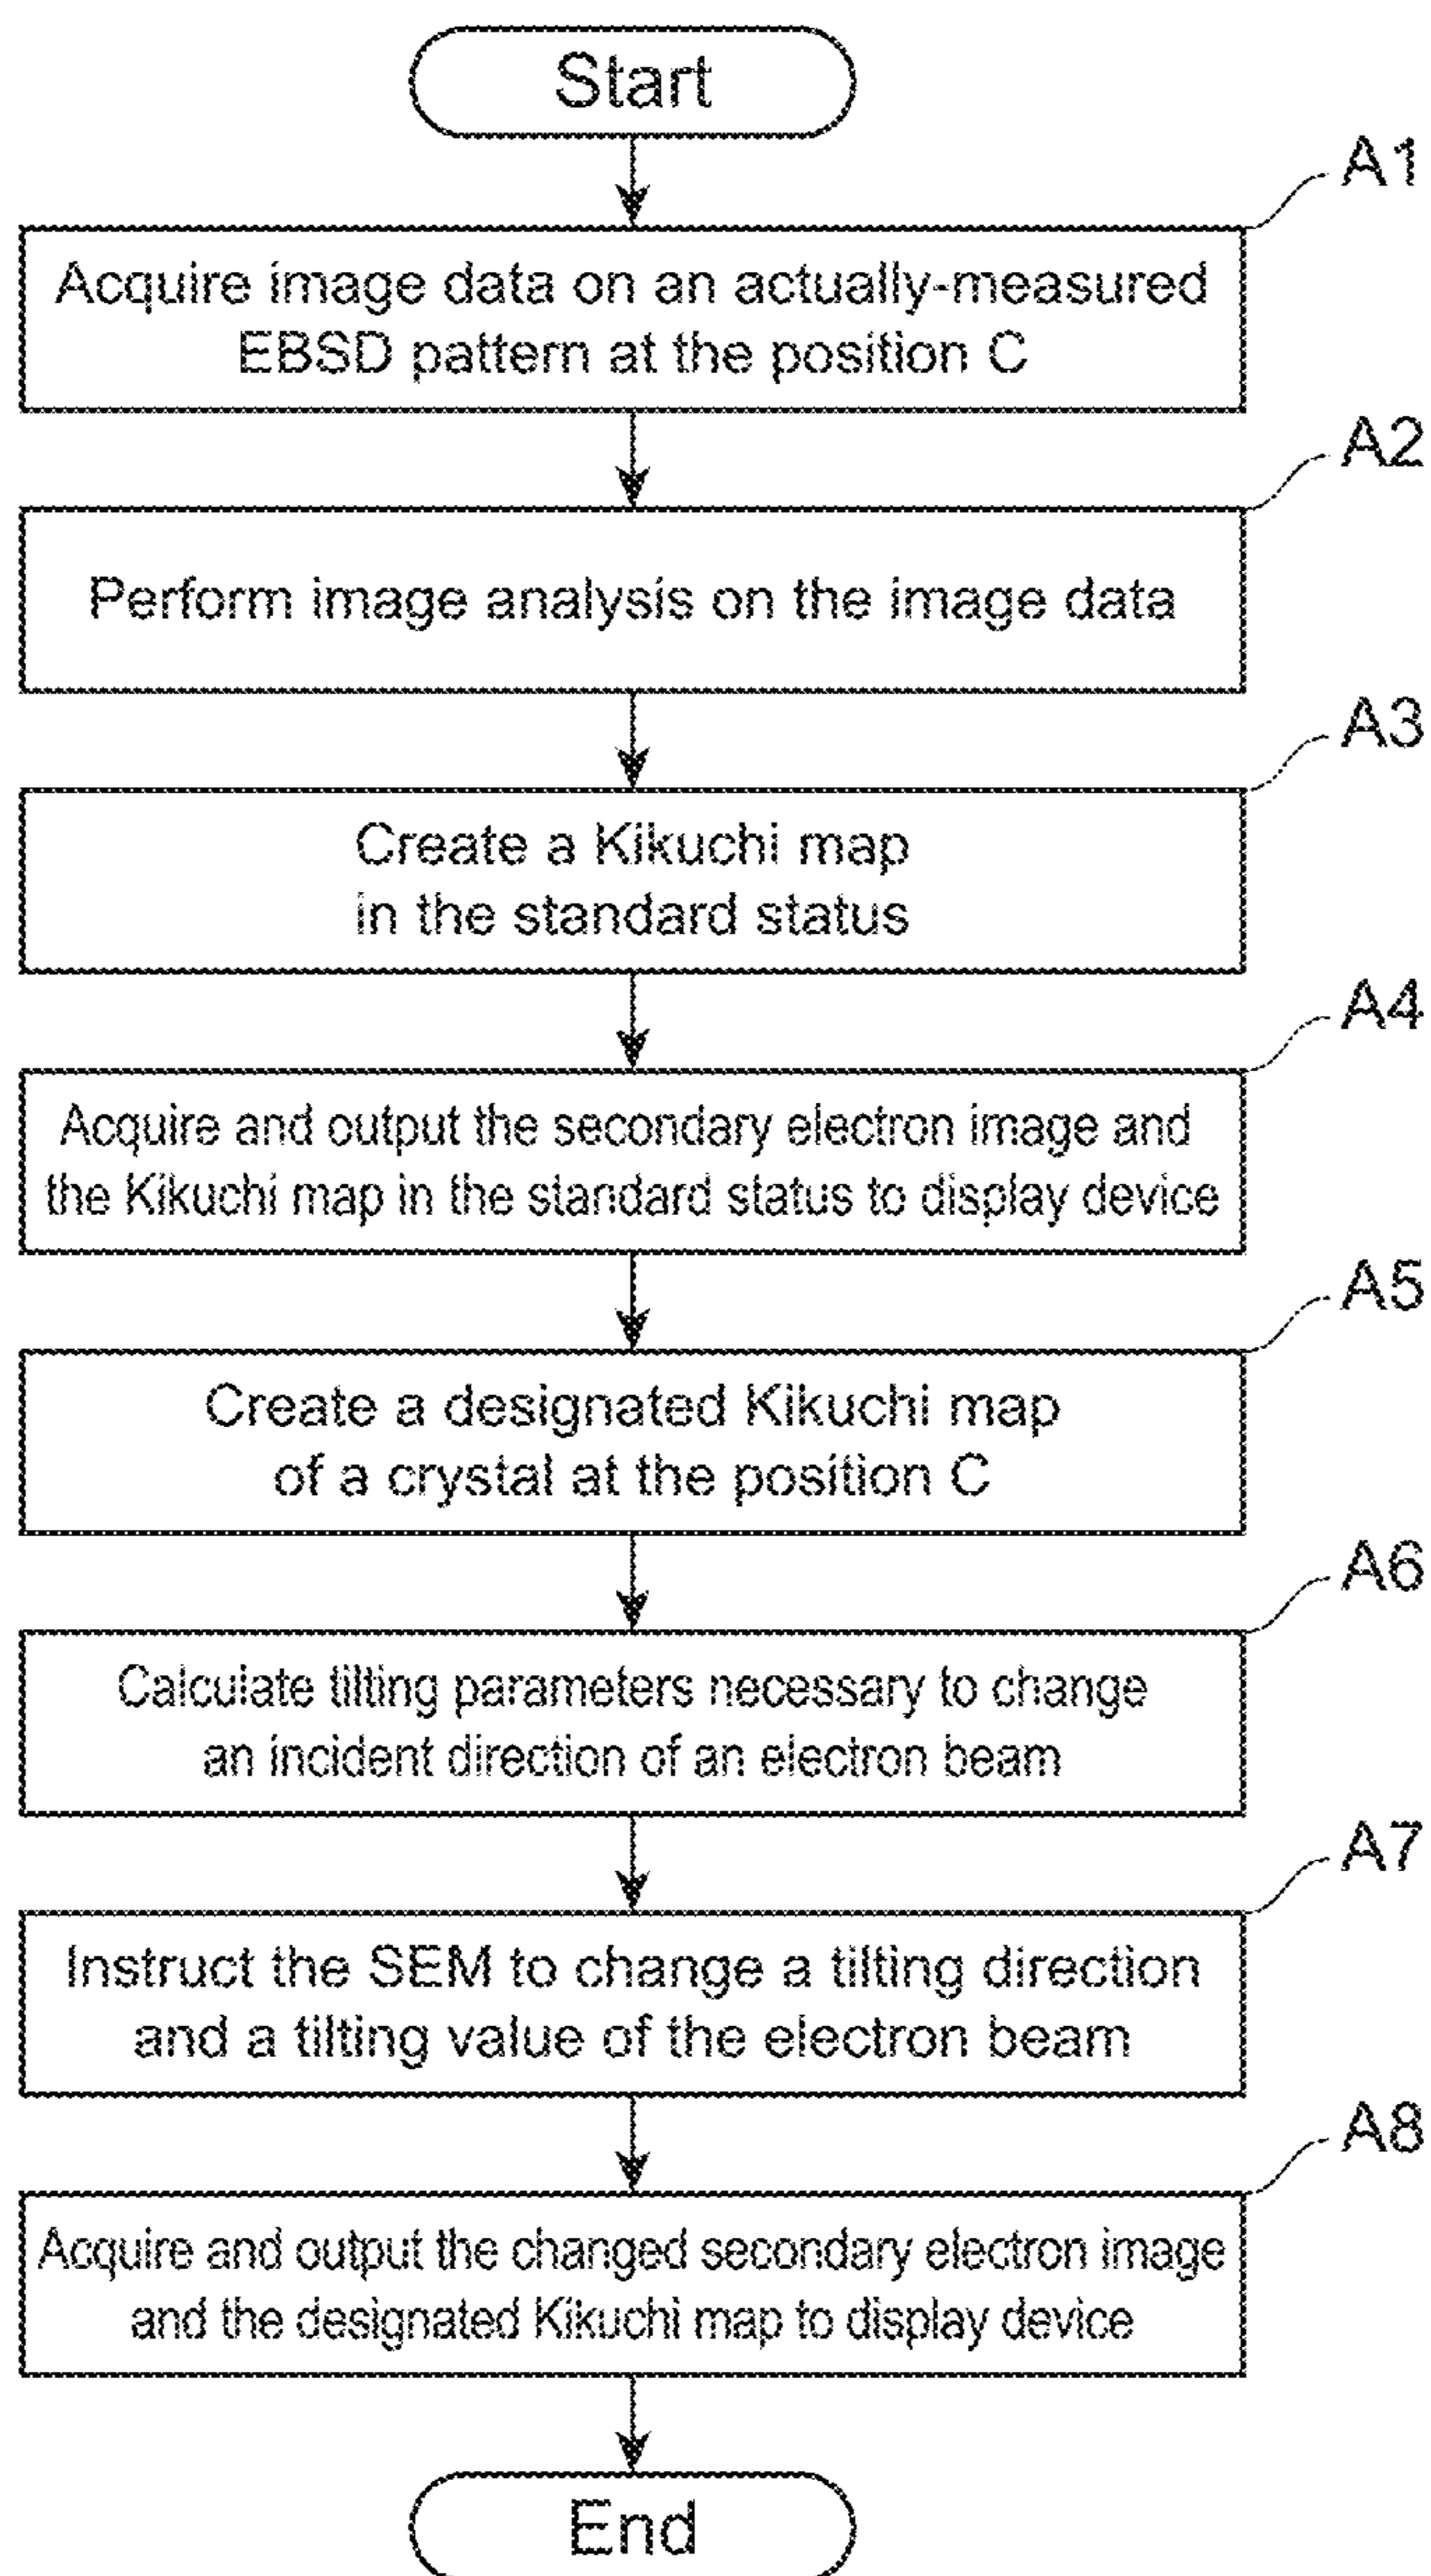 Start
A1
Acquire image data on an actually-measured
EBSD pattern at the position C
A2
Perform image analysis on the image data
A3
Create a Kikuchi map
in the standard status
A4
Acquire and output the secondary electron image and
the Kikuchi map in the standard status to display device
A5
Create a designated Kikuchi map
of a crystal at the position C
A6
Calculate tilting parameters necessary to change
an incident direction of an electron beam
A7
Instruct the SEM to change a tilting direction
and a tilting value of the electron beam
A8
Acquire and output the changed secondary electron image
and the designated Kikuchi map to display device
End